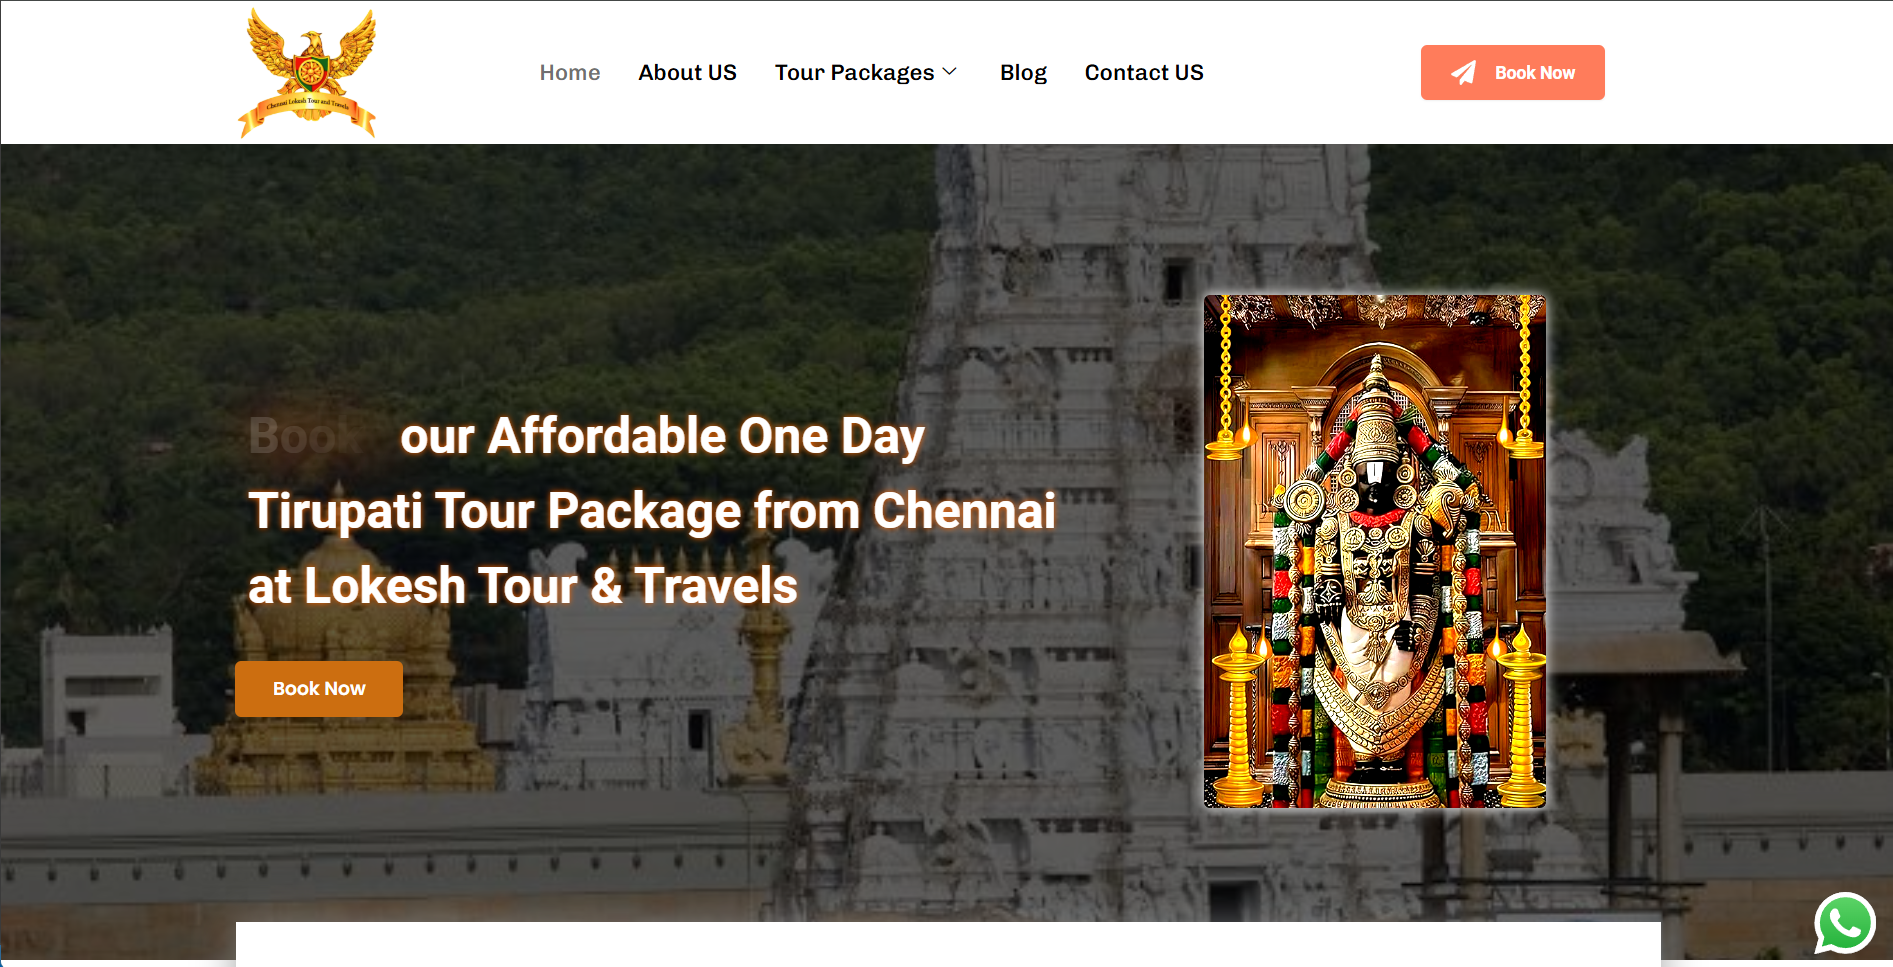 Chennai Lokesh Tour and Travels
Home
About US
Tour Packages
Blog
Contact US
Book Now
Book our Affordable One Day
Tirupati Tour Package from Chennai
at Lokesh Tour & Travels
Book Now